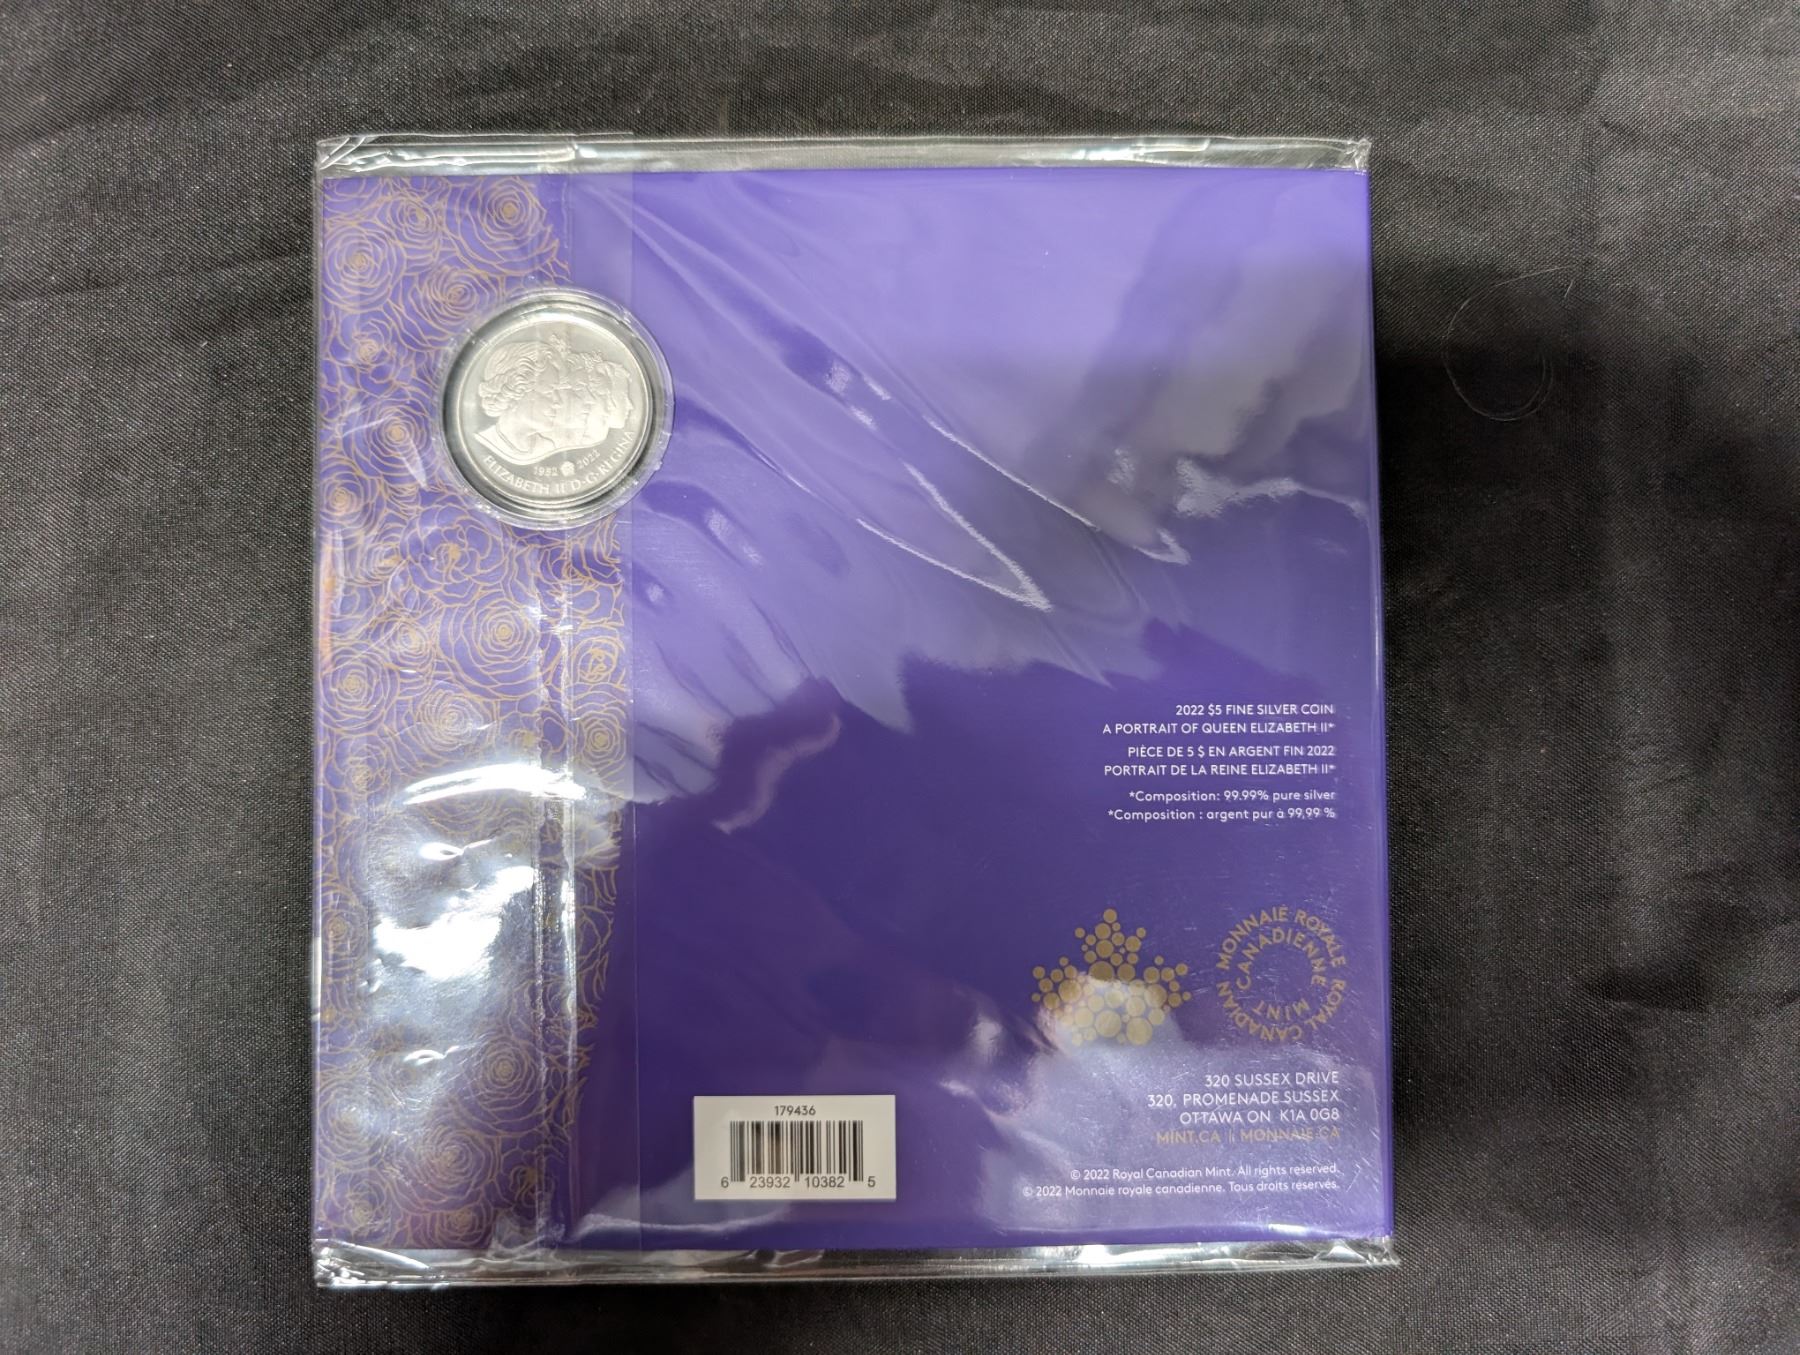 ELIZABETH II D·G·REGINA
1952 2022
2022 $5 FINE SILVER COIN
A PORTRAIT OF QUEEN ELIZABETH II*
PIÈCE DE 5 $ EN ARGENT FIN 2022
PORTRAIT DE LA REINE ELIZABETH II*
*Composition: 99.99% pure silver
*Composition : argent pur à 99,99 %
MONNAIE ROYALE CANADIENNE
ROYAL CANADIAN MINT
320 SUSSEX DRIVE
320, PROMENADE SUSSEX
OTTAWA ON K1A 0G8
MINT.CA | MONNAIE.CA
© 2022 Royal Canadian Mint. All rights reserved.
© 2022 Monnaie royale canadienne. Tous droits réservés.
179436
6 23932 10382 5